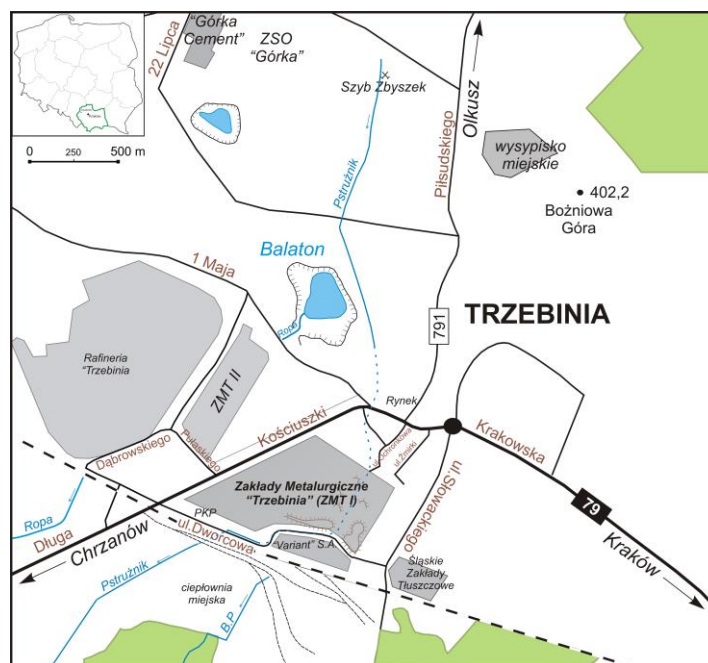 "Górka
Cement"
ZSO
"Górka"
22 Lipca
Szyb Zbyszek
Olkusz
Piłsudskiego
wysypisko
miejskie
402,2
Bożniowa
Góra
0 250 500 m
Pstrużnik
1 Maja
Balaton
Ropa
791
TRZEBINIA
Rafineria
"Trzebinia
ZMT II
Rynek
Kościuszki
Krakowska
Dąbrowskiego
Pułaskiego
ul.Ochronkowa
ul.Żmirki
Zakłady Metalurgiczne
"Trzebinia" (ZMT I)
ul.Słowackiego
79
Kraków
Ropa
PKP
Długa
ul.Dworcowa
"Variant" S.A.
Chrzanów
Śląskie
Zakłady
Tłuszczowe
Pstrużnik
ciepłownia
miejska
B.P